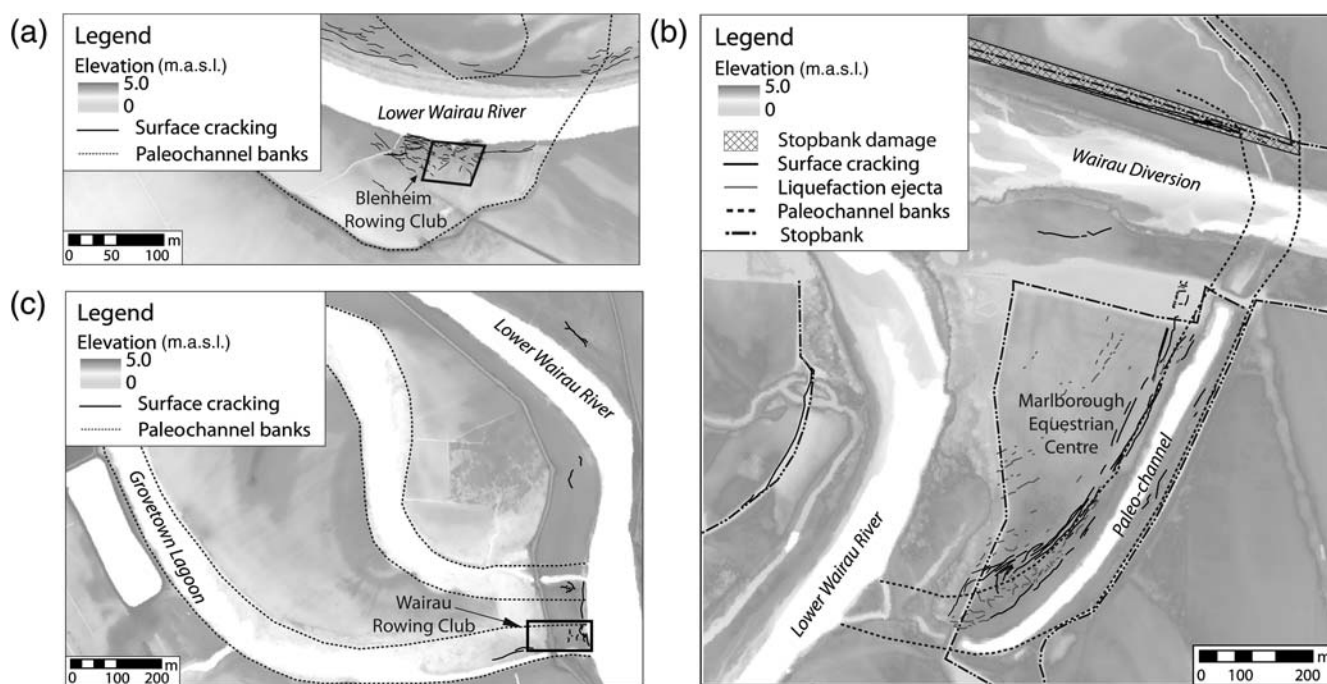 (a)
Legend
Elevation (m.a.s.l.)
5.0
0
Surface cracking
Paleochannel banks
Lower Wairau River
Blenheim
Rowing Club
0 50 100 m
(b)
Legend
Elevation (m.a.s.l.)
5.0
0
Stopbank damage
Surface cracking
Liquefaction ejecta
Paleochannel banks
Stopbank
Wairau Diversion
Marlborough
Equestrian
Centre
Paleo-channel
Lower Wairau River
0 100 200 m
(c)
Legend
Elevation (m.a.s.l.)
5.0
0
Surface cracking
Paleochannel banks
Lower Wairau River
Grovetown Lagoon
Wairau
Rowing Club
0 100 200 m